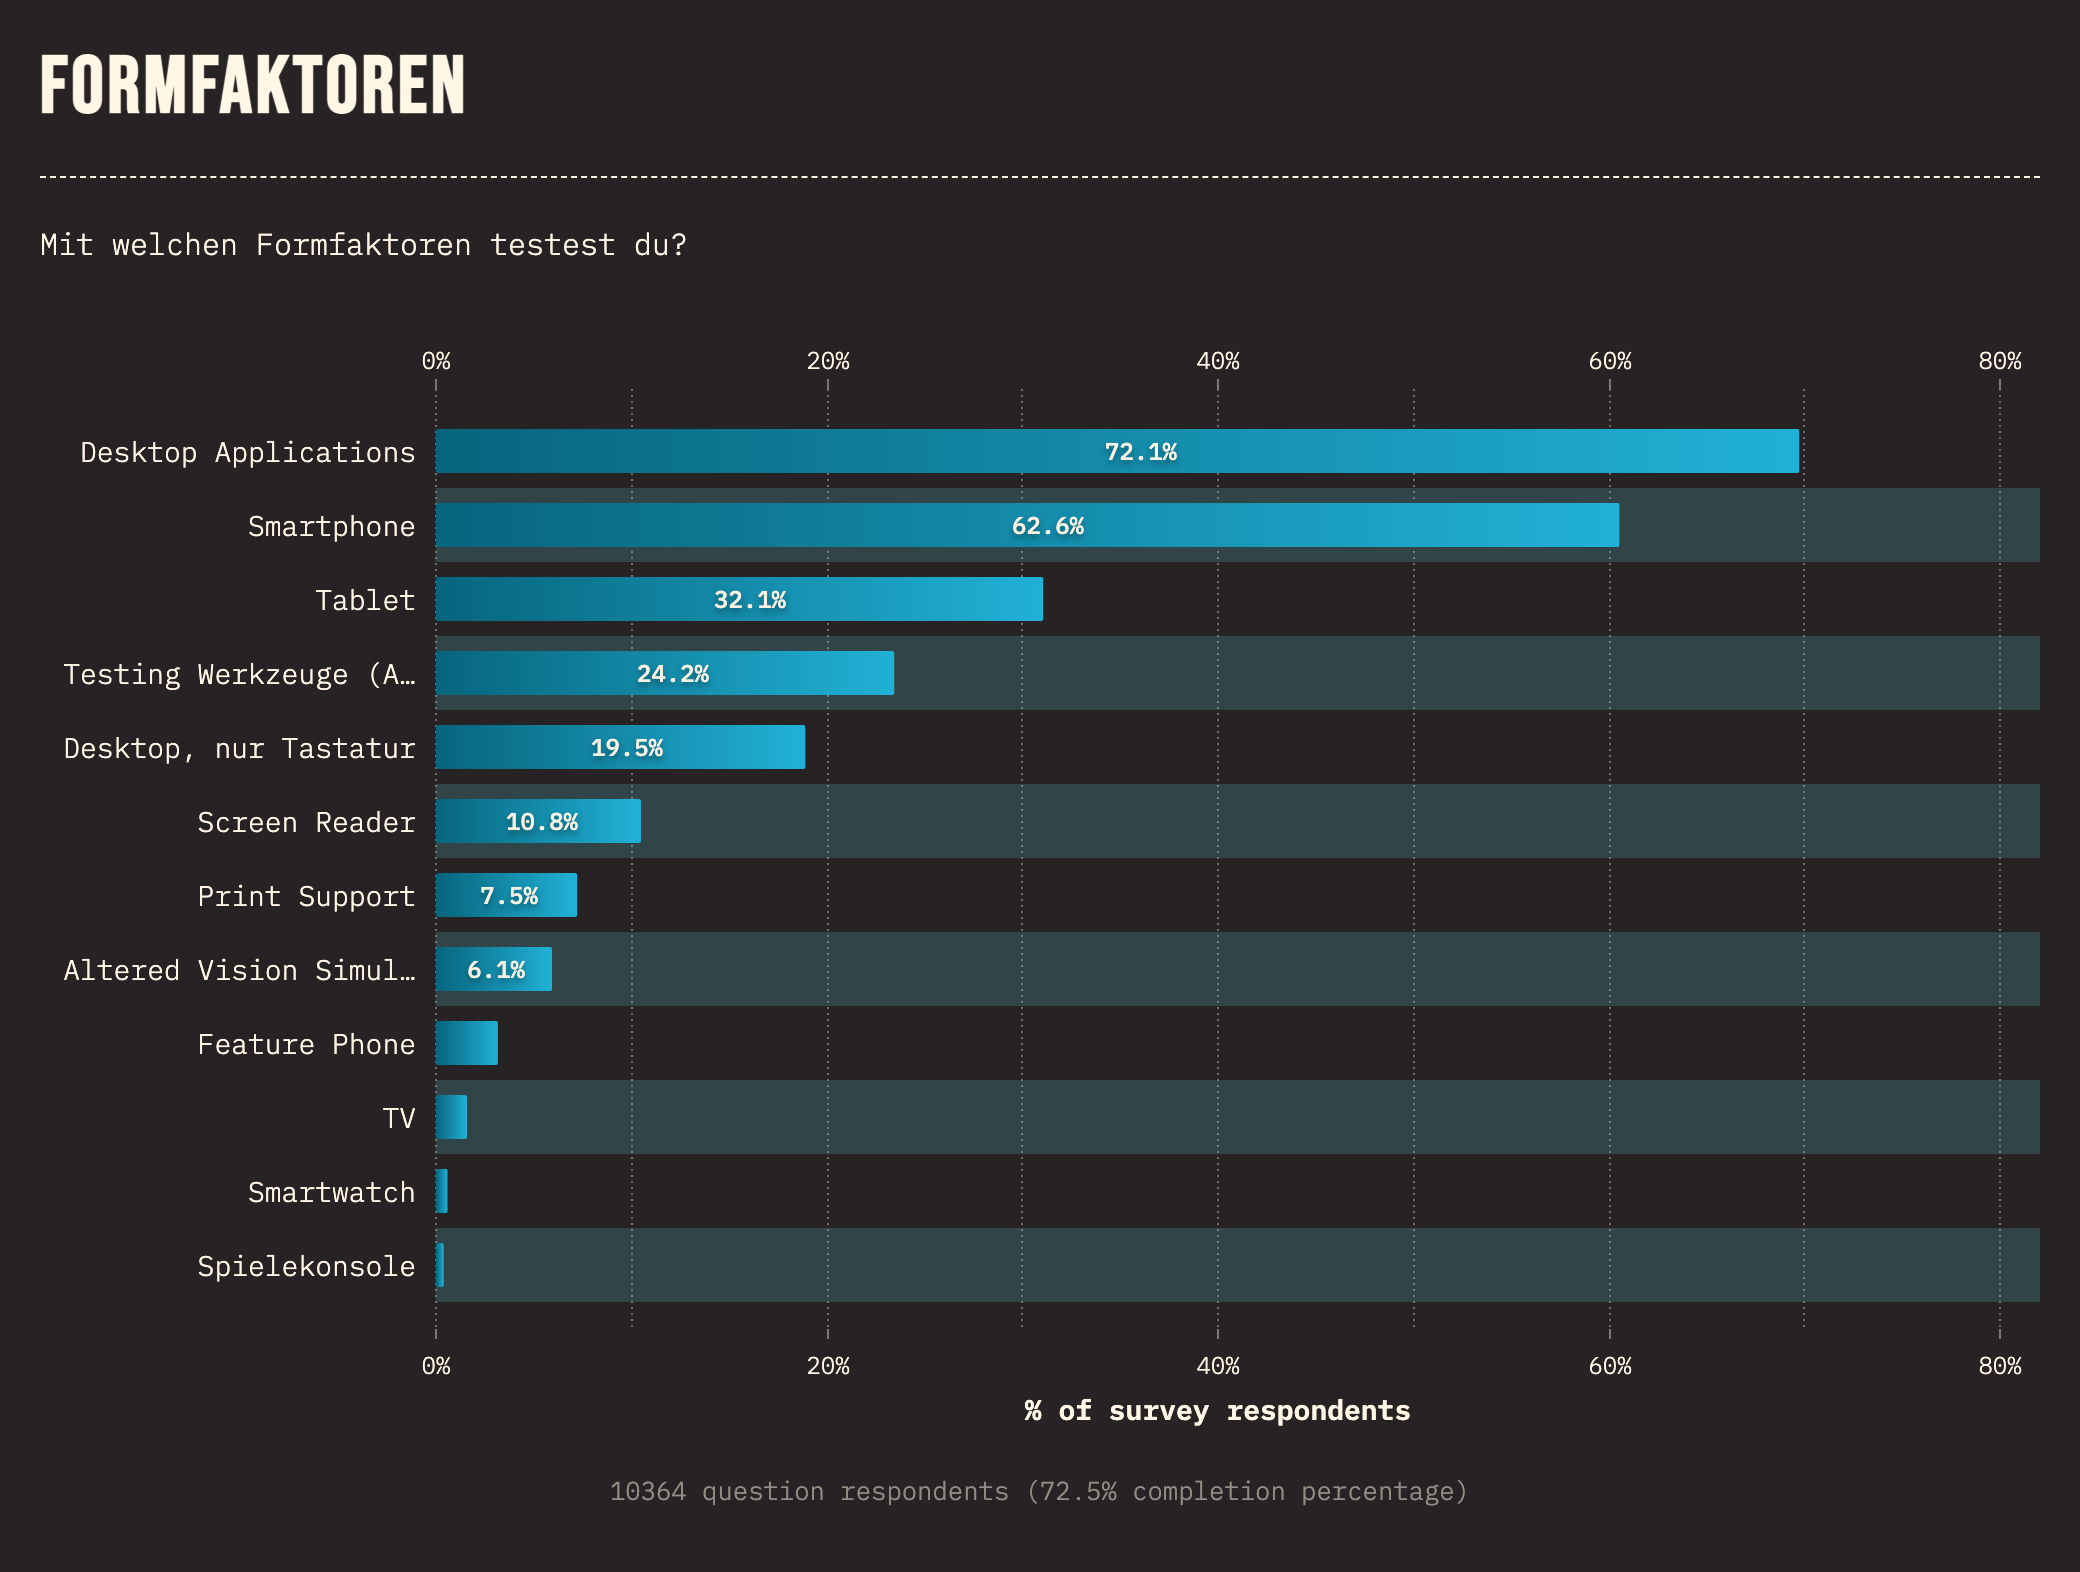 FORMFAKTOREN
Mit welchen Formfaktoren testest du?
0% 20% 40% 60% 80%
Desktop Applications 72.1%
Smartphone 62.6%
Tablet 32.1%
Testing Werkzeuge (A… 24.2%
Desktop, nur Tastatur 19.5%
Screen Reader 10.8%
Print Support 7.5%
Altered Vision Simul… 6.1%
Feature Phone
TV
Smartwatch
Spielekonsole
0% 20% 40% 60% 80%
% of survey respondents
10364 question respondents (72.5% completion percentage)